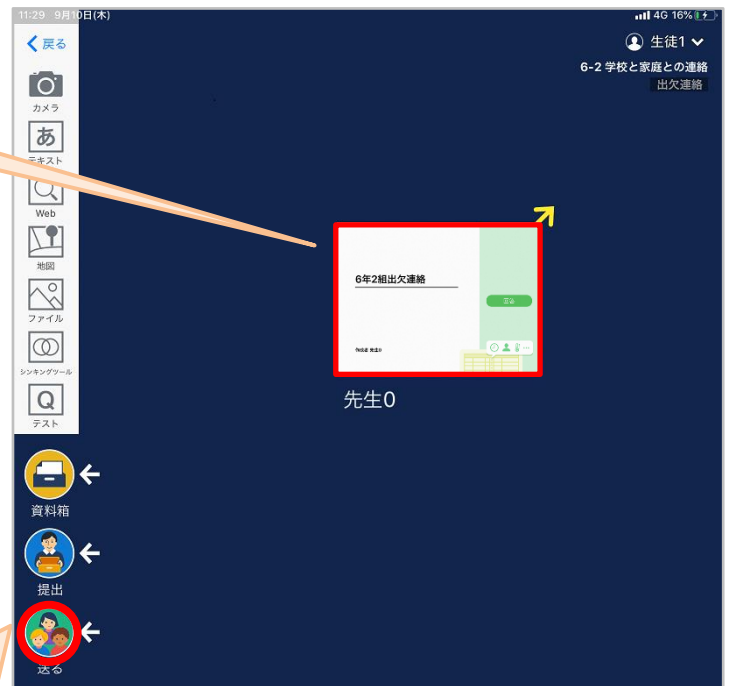 11:29 9月10日(木)
4G 16%
戻る
生徒1
6-2 学校と家庭との連絡
出欠連絡
カメラ
あ
テキスト
Web
地図
ファイル
シンキングツール
Q
テスト
6年2組出欠連絡
先生0
資料箱
提出
送る